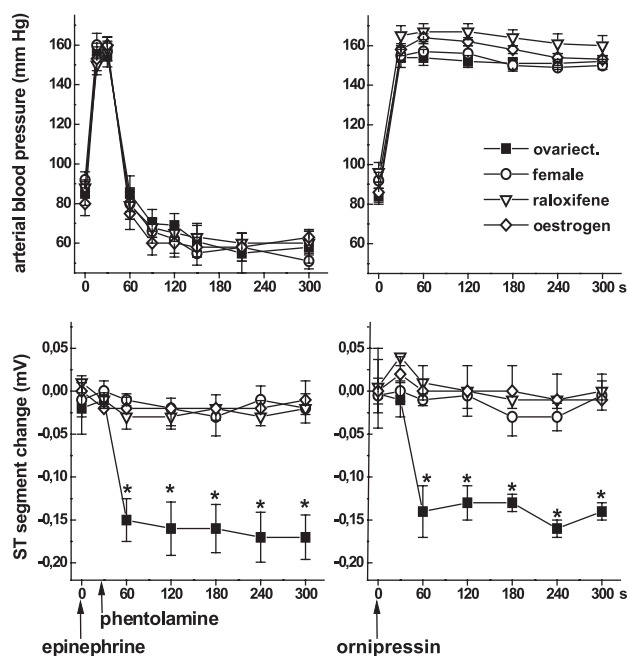 arterial blood pressure (mm Hg)
160
140
120
100
80
60
0 60 120 180 240 300
160
140
120
100
80
60
ovariect.
female
raloxifene
oestrogen
0 60 120 180 240 300 s
ST segment change (mV)
0,05
0,00
-0,05
-0,10
-0,15
-0,20
* * * * *
0 60 120 180 240 300
phentolamine
epinephrine
0,05
0,00
-0,05
-0,10
-0,15
-0,20
* * * * *
0 60 120 180 240 300 s
ornipressin